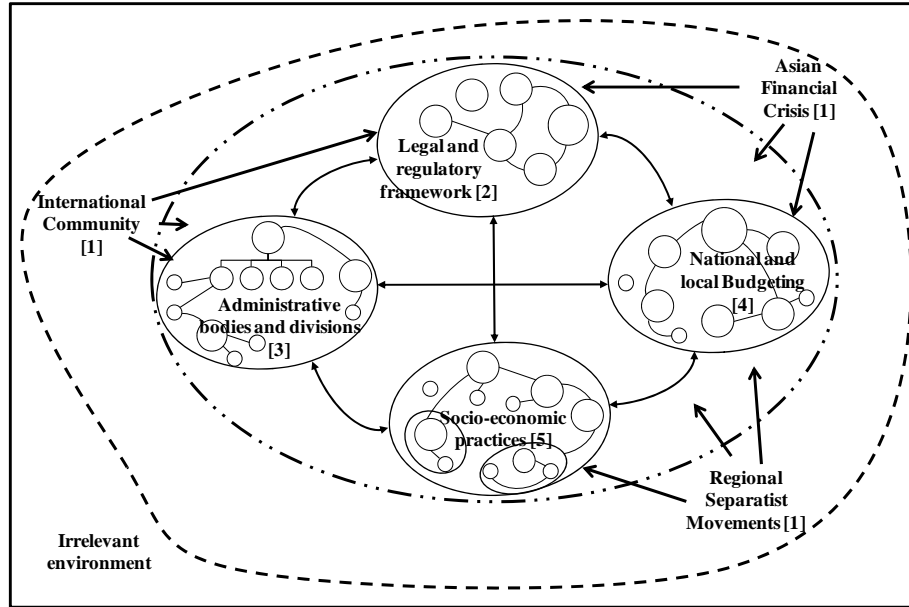 Asian
Financial
Crisis [1]
Legal and
regulatory
framework [2]
International
Community
[1]
National and
local Budgeting
[4]
Administrative
bodies and divisions
[3]
Socio-economic
practices [5]
Regional
Separatist
Movements [1]
Irrelevant
environment